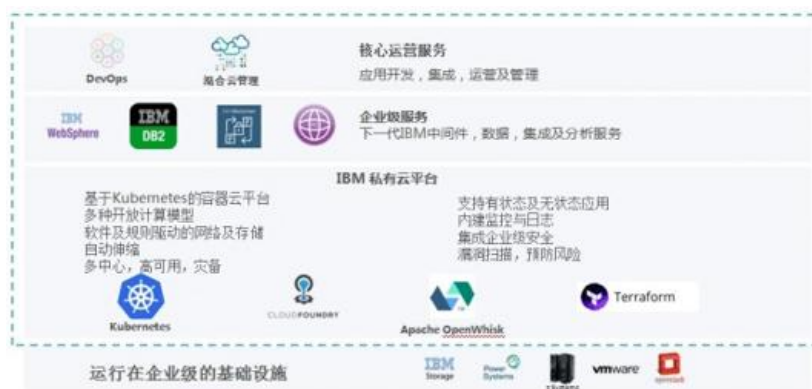 核心运营服务
DevOps
混合云管理
应用开发，集成，运营及管理
IBM
WebSphere
IBM
DB2
企业级服务
下一代IBM中间件，数据，集成及分析服务
IBM 私有云平台
基于Kubernetes的容器云平台
多种开放计算模型
软件及规则驱动的网络及存储
自动伸缩
多中心，高可用，灾备
支持有状态及无状态应用
内建监控与日志
集成企业级安全
漏洞扫描，预防风险
Kubernetes
CLOUDFOUNDRY
Apache OpenWhisk
Terraform
运行在企业级的基础设施
IBM
Storage
Power
Systems
vmware
openstack